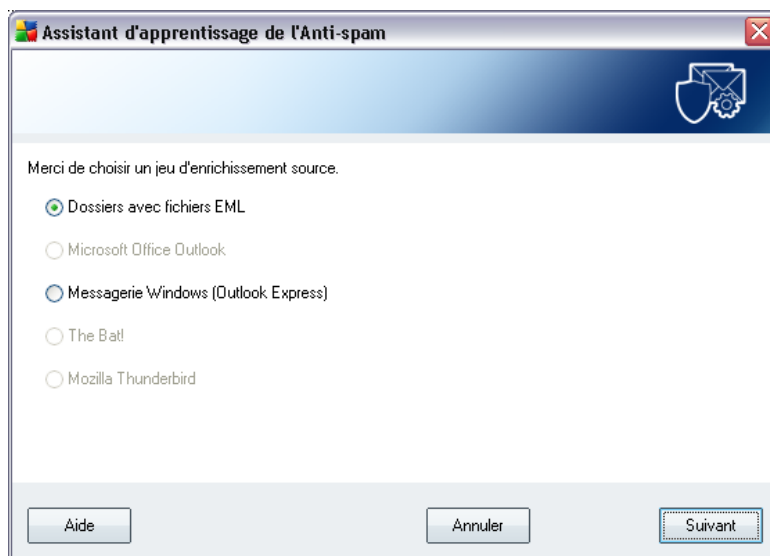 Assistant d'apprentissage de l'Anti-spam
Merci de choisir un jeu d'enrichissement source.
Dossiers avec fichiers EML
Microsoft Office Outlook
Messagerie Windows (Outlook Express)
The Bat!
Mozilla Thunderbird
Aide
Annuler
Suivant